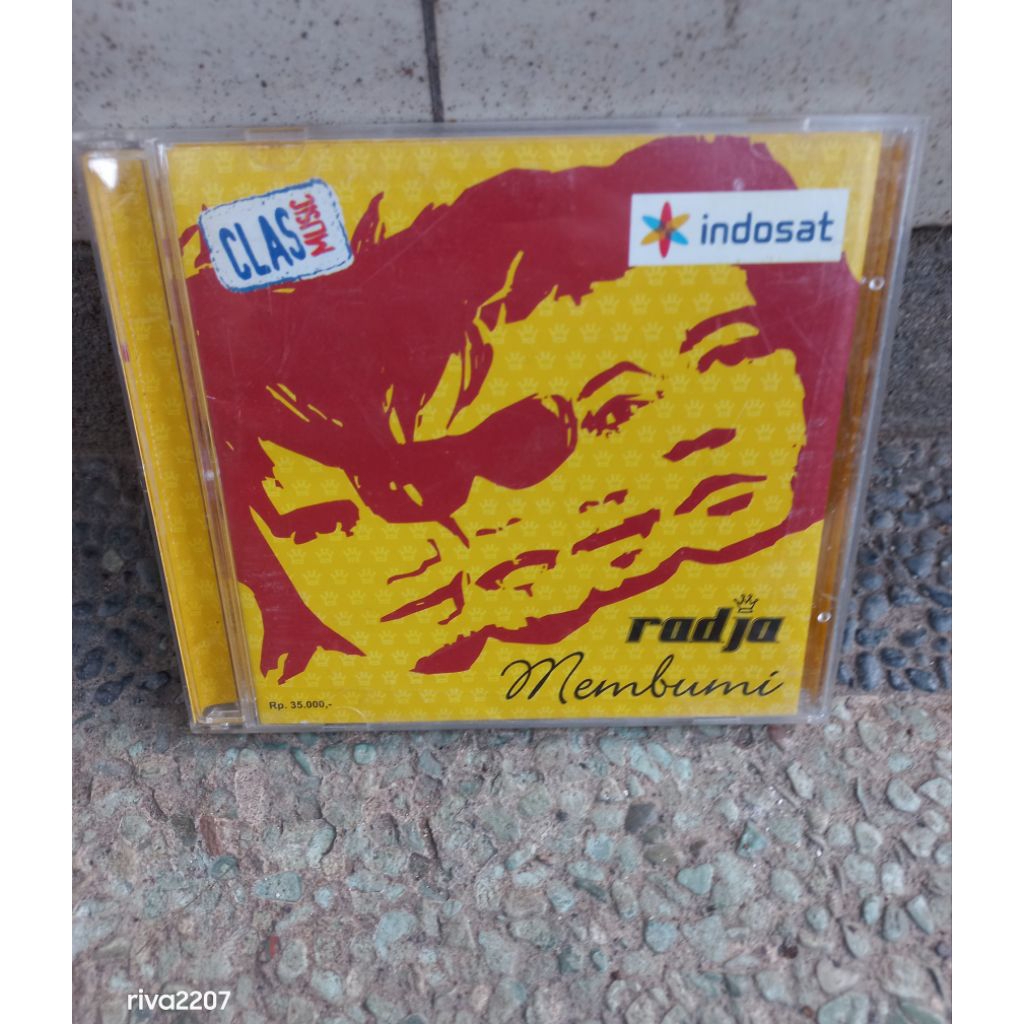 CLAS
MUSIC
indosat
radja
Membumi
Rp. 35.000,-
riva2207